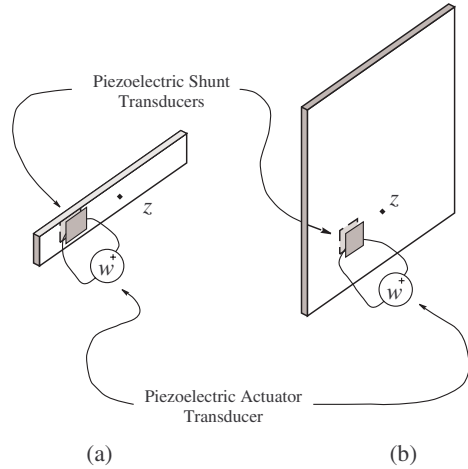 Piezoelectric Shunt
Transducers
z
z
w+
w+
Piezoelectric Actuator
Transducer
(a)
(b)